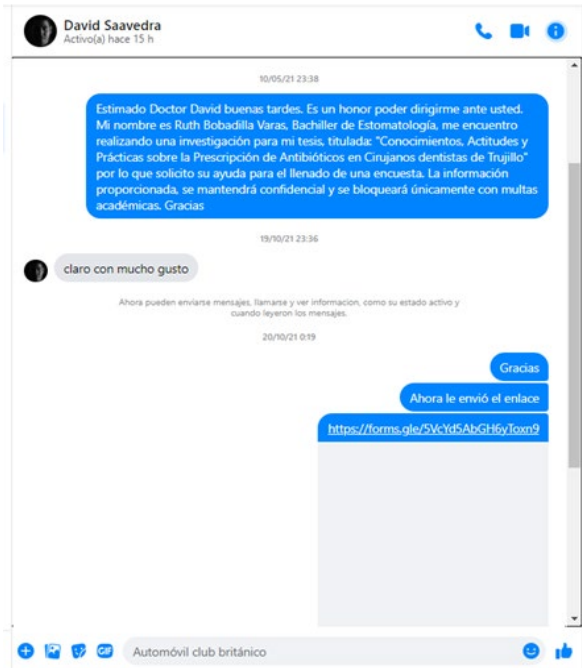 David Saavedra
Activo(a) hace 15 h
10/05/21 23:38
Estimado Doctor David buenas tardes. Es un honor poder dirigirme ante usted.
Mi nombre es Ruth Bobadilla Varas, Bachiller de Estomatología, me encuentro
realizando una investigación para mi tesis, titulada: "Conocimientos, Actitudes y
Prácticas sobre la Prescripción de Antibióticos en Cirujanos dentistas de Trujillo"
por lo que solicito su ayuda para el llenado de una encuesta. La información
proporcionada, se mantendrá confidencial y se bloqueará únicamente con multas
académicas. Gracias
19/10/21 23:36
claro con mucho gusto
Ahora pueden enviarse mensajes, llamarse y ver informacion, como su estado activo y
cuando leyeron los mensajes.
20/10/21 0:19
Gracias
Ahora le envió el enlace
https://forms.gle/5VcYd5AbGH6yToxn9
GIF
Automóvil club británico